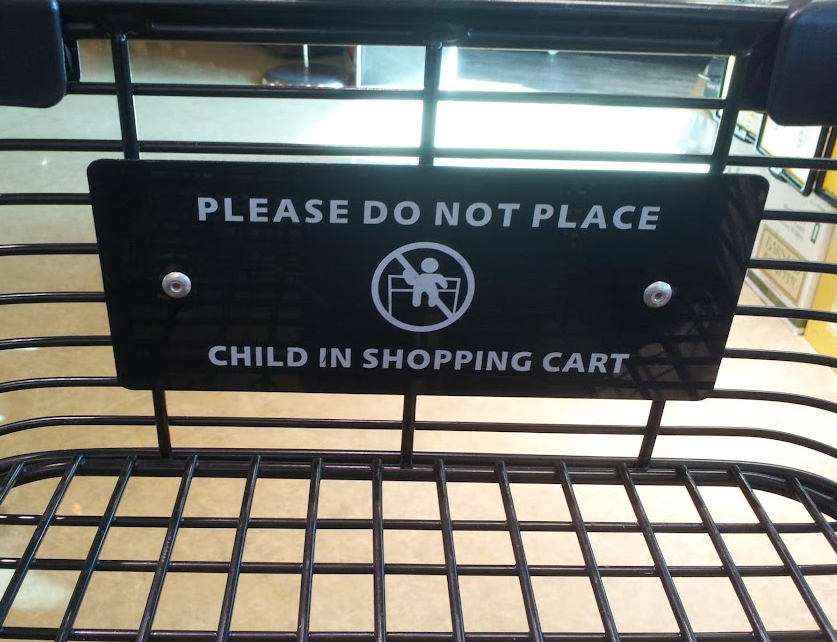 PLEASE DO NOT PLACE
CHILD IN SHOPPING CART